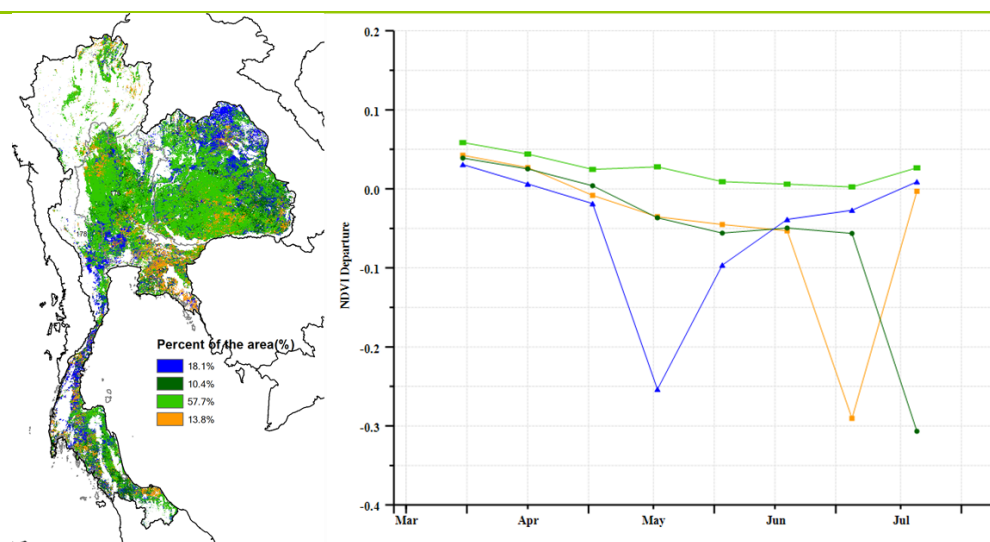 Percent of the area(%)
18.1%
10.4%
57.7%
13.8%
NDVI Departure
0.2
0.1
0.0
-0.1
-0.2
-0.3
-0.4
Mar
Apr
May
Jun
Jul